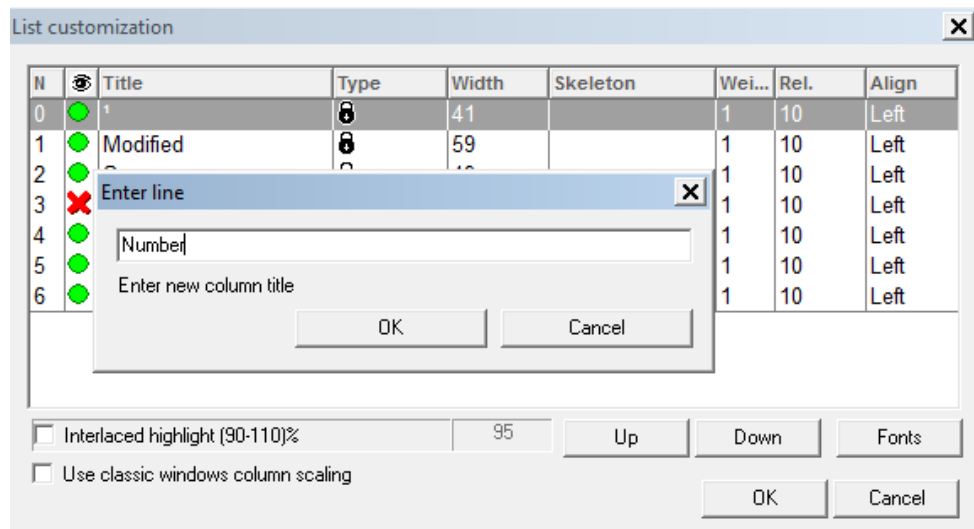 List customization
N Title Type Width Skeleton Wei... Rel. Align
0 ¹ 41 1 10 Left
1 Modified 59 1 10 Left
2 1 10 Left
3 1 10 Left
4 1 10 Left
5 1 10 Left
6 1 10 Left
Enter line
Number
Enter new column title
OK Cancel
Interlaced highlight (90-110)% 95 Up Down Fonts
Use classic windows column scaling
OK Cancel